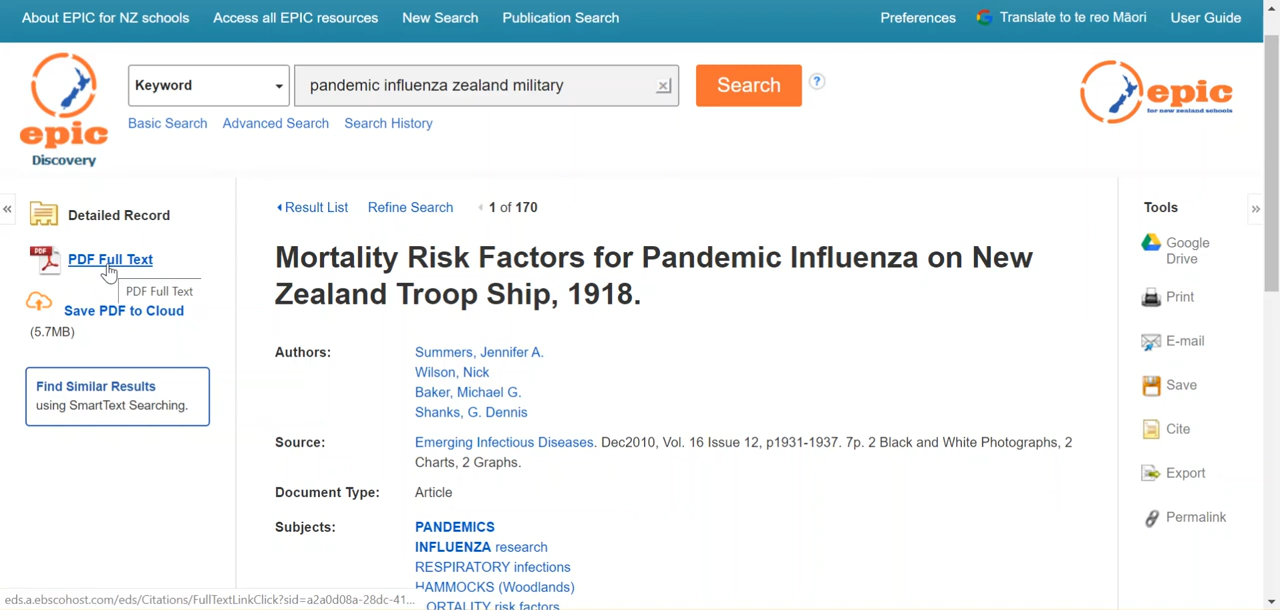 About EPIC for NZ schools Access all EPIC resources New Search Publication Search Preferences Translate to te reo Māori User Guide
epic
Discovery
Keyword pandemic influenza zealand military Search ?
Basic Search Advanced Search Search History
epic
for new zealand schools
« Detailed Record
PDF
PDF Full Text
PDF Full Text
Save PDF to Cloud
(5.7MB)
Find Similar Results
using SmartText Searching.
Result List Refine Search 1 of 170
Mortality Risk Factors for Pandemic Influenza on New
Zealand Troop Ship, 1918.
Authors: Summers, Jennifer A.
Wilson, Nick
Baker, Michael G.
Shanks, G. Dennis
Source: Emerging Infectious Diseases. Dec2010, Vol. 16 Issue 12, p1931-1937. 7p. 2 Black and White Photographs, 2
Charts, 2 Graphs.
Document Type: Article
Subjects: PANDEMICS
INFLUENZA research
RESPIRATORY infections
HAMMOCKS (Woodlands)
MORTALITY risk factors
Tools »
Google
Drive
Print
E-mail
Save
Cite
Export
Permalink
eds.a.ebscohost.com/eds/Citations/FullTextLinkClick?sid=a2a0d08a-28dc-41...